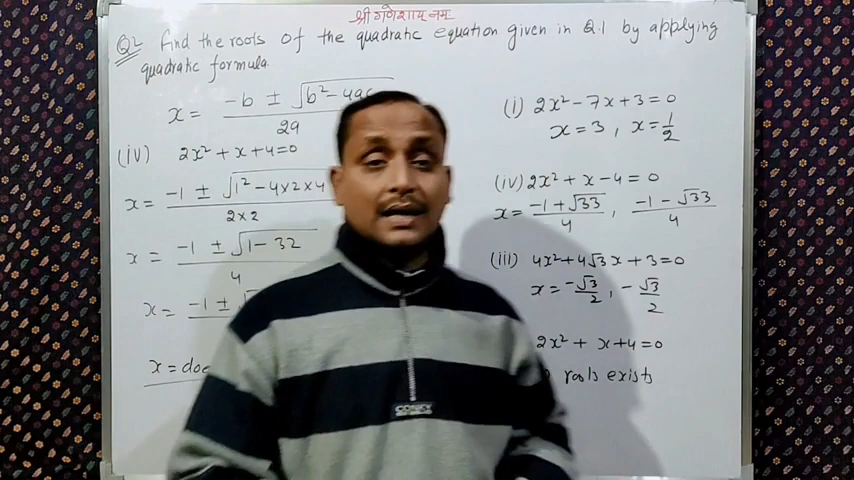 श्री गणेशाय नमः
Q2 Find the roots of the quadratic equation given in Q.1 by applying
quadratic formula.
x = -b ± √b² - 4ac / 2a
(iv) 2x² + x + 4 = 0
x = -1 ± √1² - 4×2×4 / 2×2
x = -1 ± √1 - 32 / 4
x = -1 ± √
x =
(i) 2x² - 7x + 3 = 0
x = 3 , x = 1/2
(iv) 2x² + x - 4 = 0
x = -1 + √33 / 4 , -1 - √33 / 4
(iii) 4x² + 4√3 x + 3 = 0
x = -√3/2 , -√3/2
2x² + x + 4 = 0
roots exists